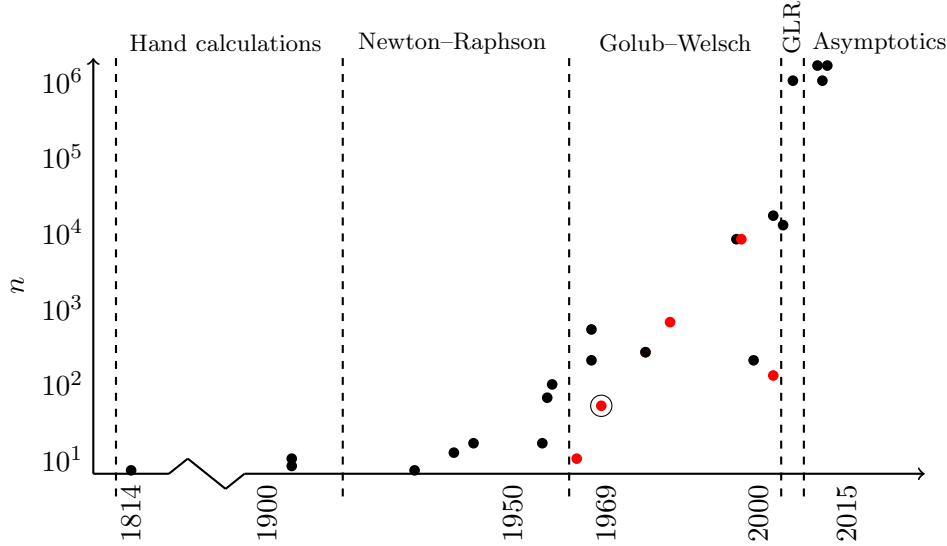 Hand calculations
Newton–Raphson
Golub–Welsch
GLR
Asymptotics
10^6
10^5
10^4
10^3
10^2
10^1
n
1814
1900
1950
1969
2000
2015